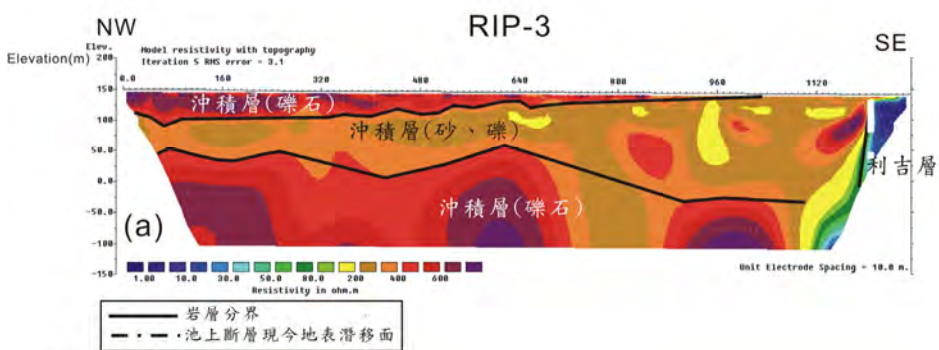 NW
RIP-3
SE
Elevation(m)
Elev.
Model resistivity with topography
Iteration 5 RMS error = 3.1
0.0 160 320 480 640 800 960 1120
200
150
100
50.0
0.0
-50.0
-100
-150
沖積層(礫石)
沖積層(砂、礫)
沖積層(礫石)
利吉層
(a)
1.00 10.0 30.0 50.0 80.0 200 400 600
Resistivity in ohm.m
Unit Electrode Spacing = 10.0 m.
岩層分界
池上斷層現今地表潛移面